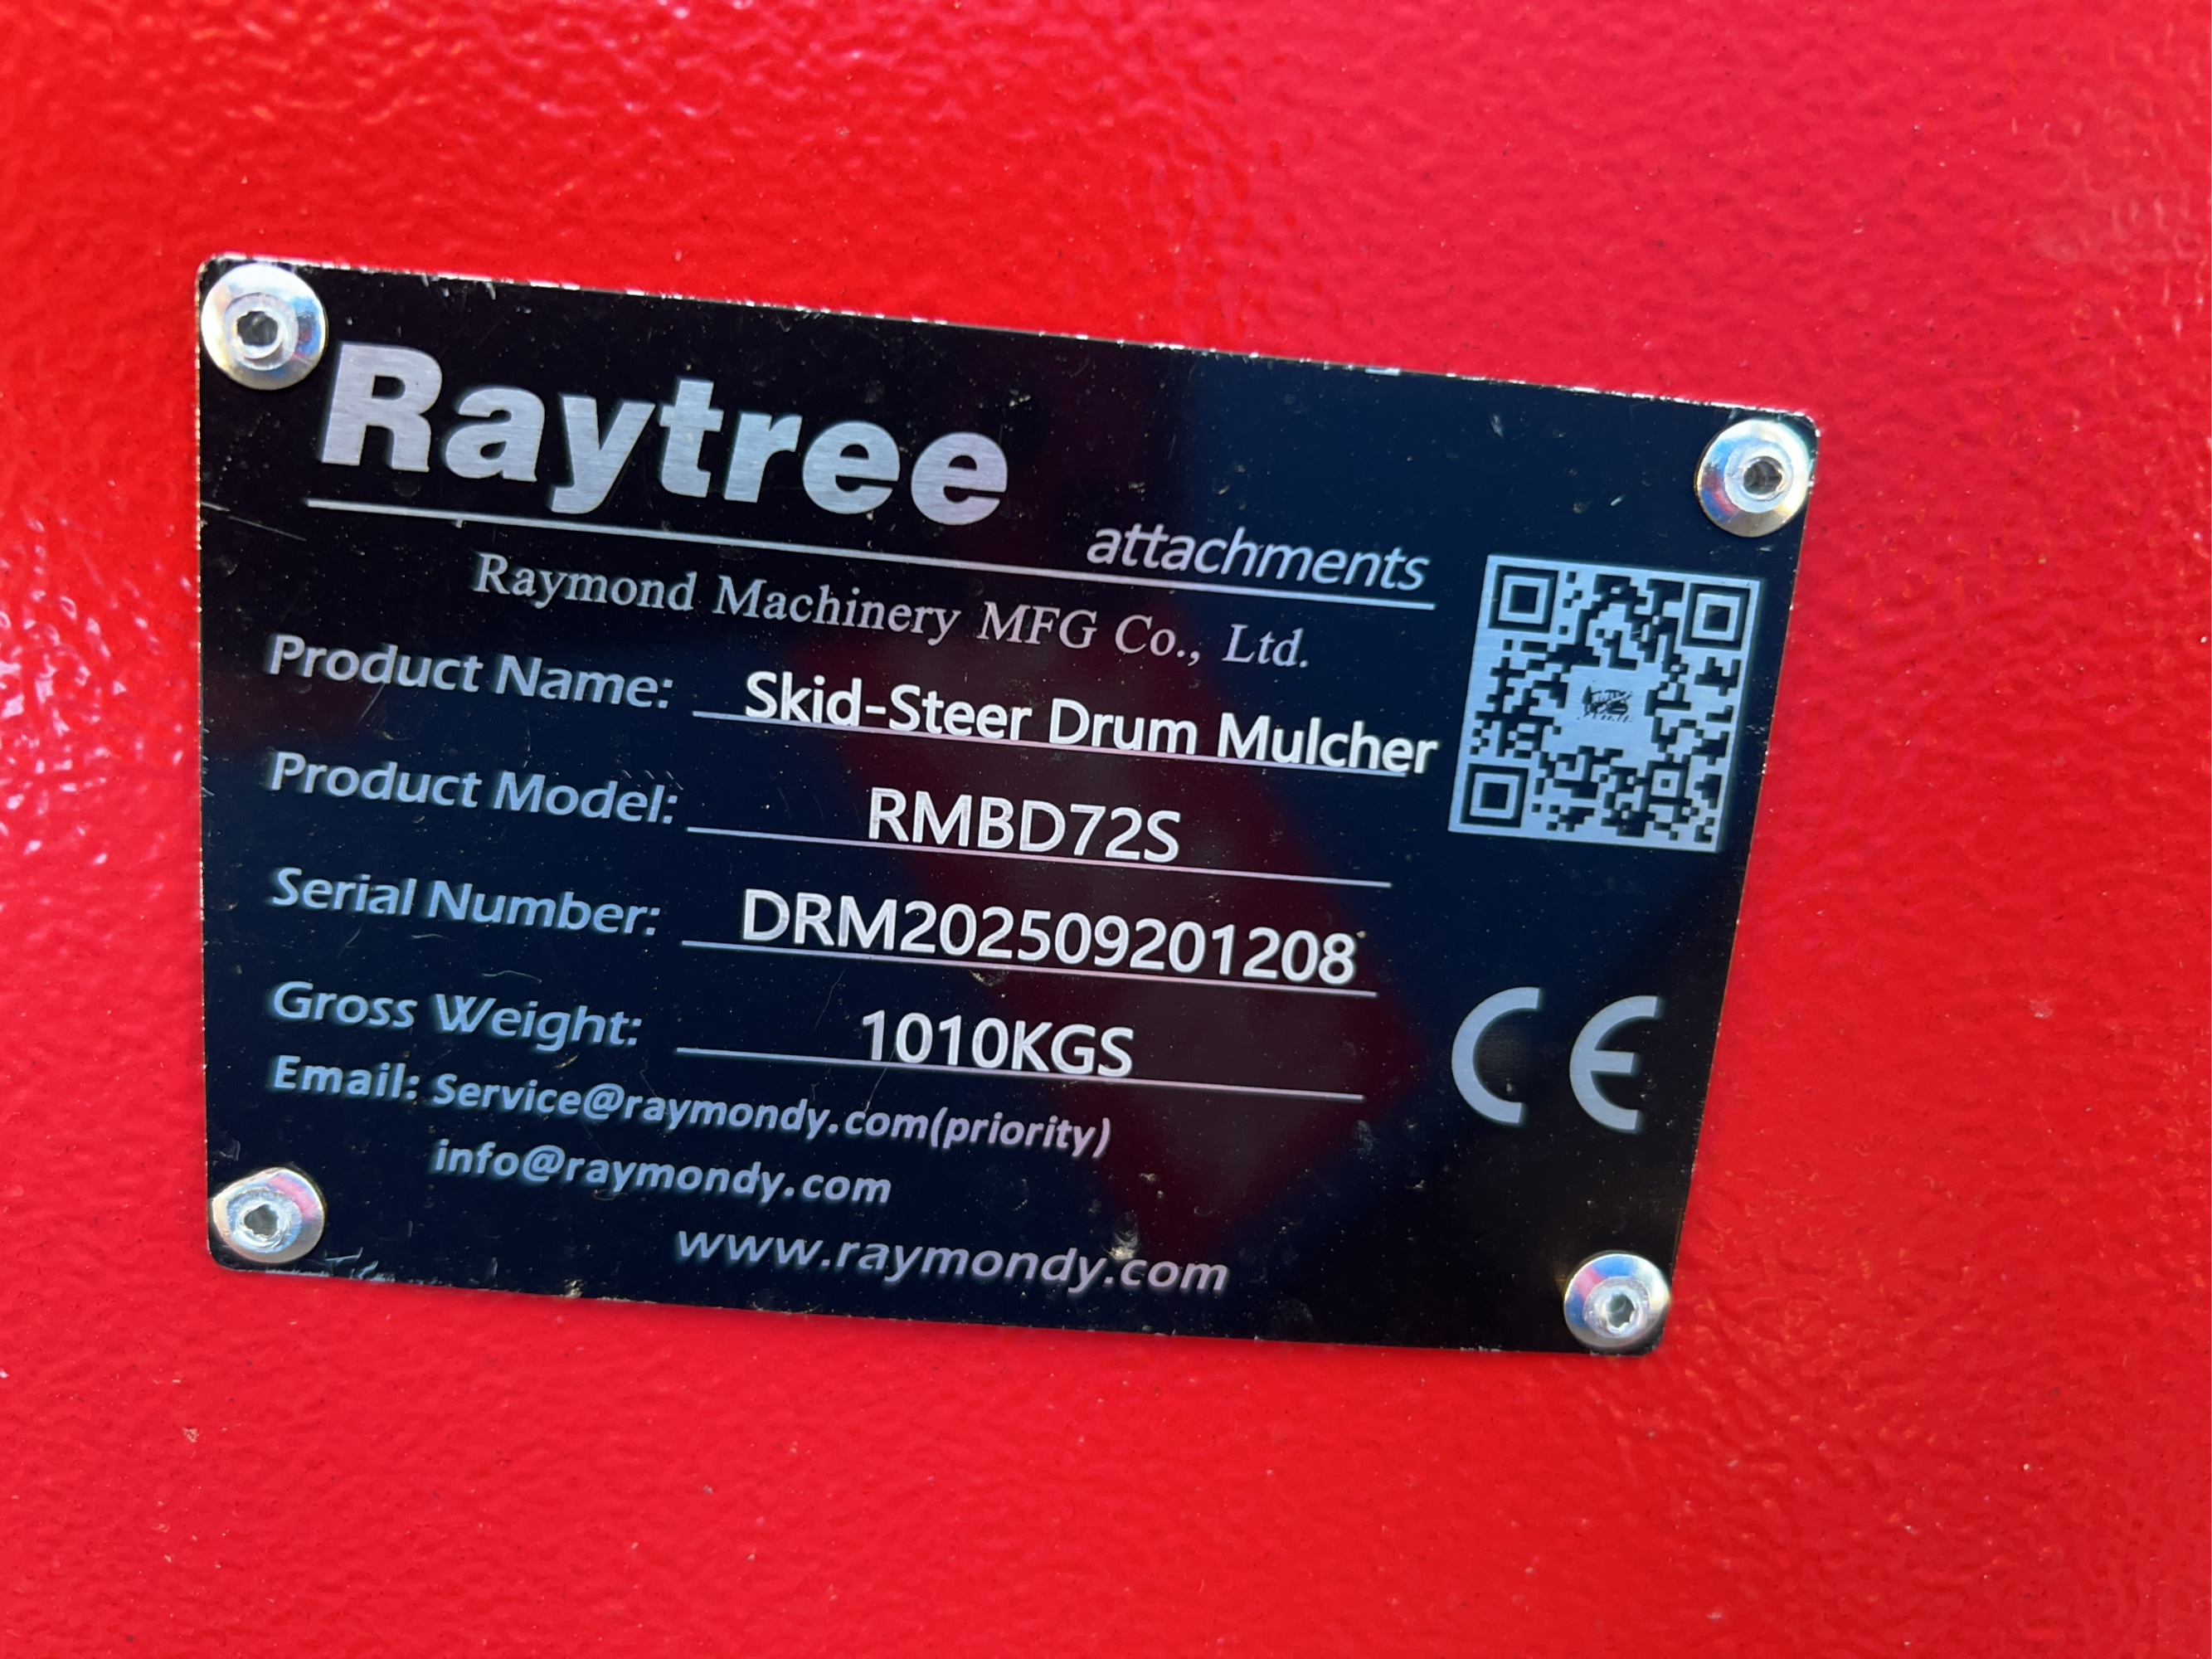 Raytree
attachments
Raymond Machinery MFG Co., Ltd.
Product Name: Skid-Steer Drum Mulcher
Product Model: RMBD72S
Serial Number: DRM202509201208
Gross Weight: 1010KGS
Email: Service@raymondy.com(priority)
info@raymondy.com
www.raymondy.com
CE